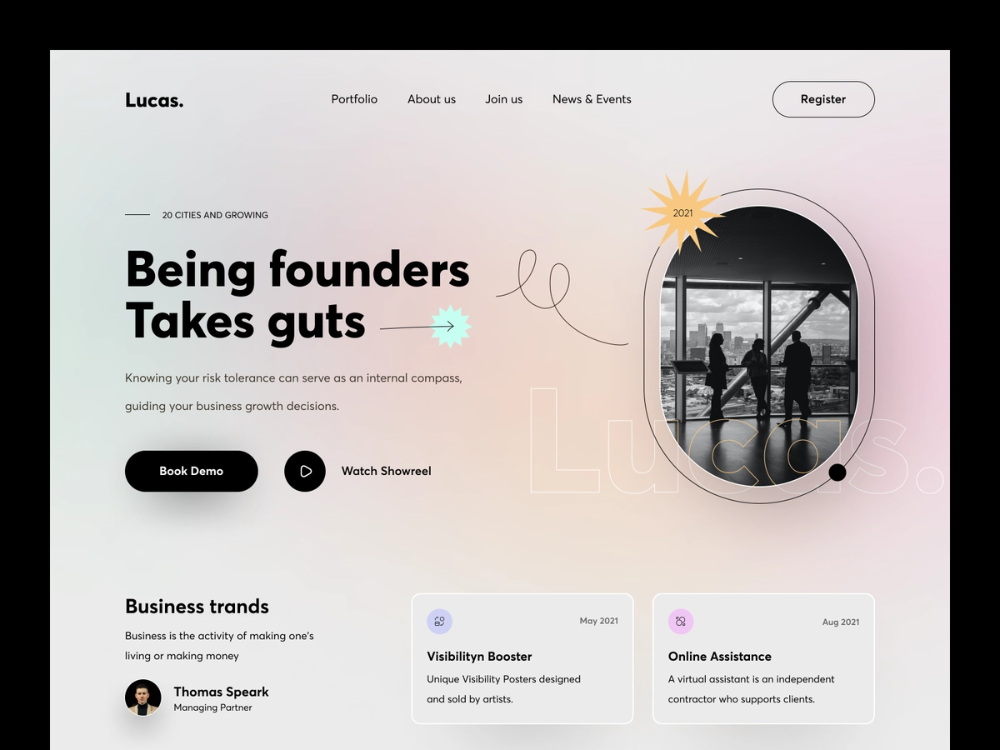 Lucas.
Portfolio
About us
Join us
News & Events
Register
20 CITIES AND GROWING
2021
Being founders
Takes guts
Knowing your risk tolerance can serve as an internal compass,
guiding your business growth decisions.
Lucas.
Book Demo
Watch Showreel
Business trands
Business is the activity of making one's
living or making money
Thomas Speark
Managing Partner
May 2021
Visibilityn Booster
Unique Visibility Posters designed
and sold by artists.
Aug 2021
Online Assistance
A virtual assistant is an independent
contractor who supports clients.